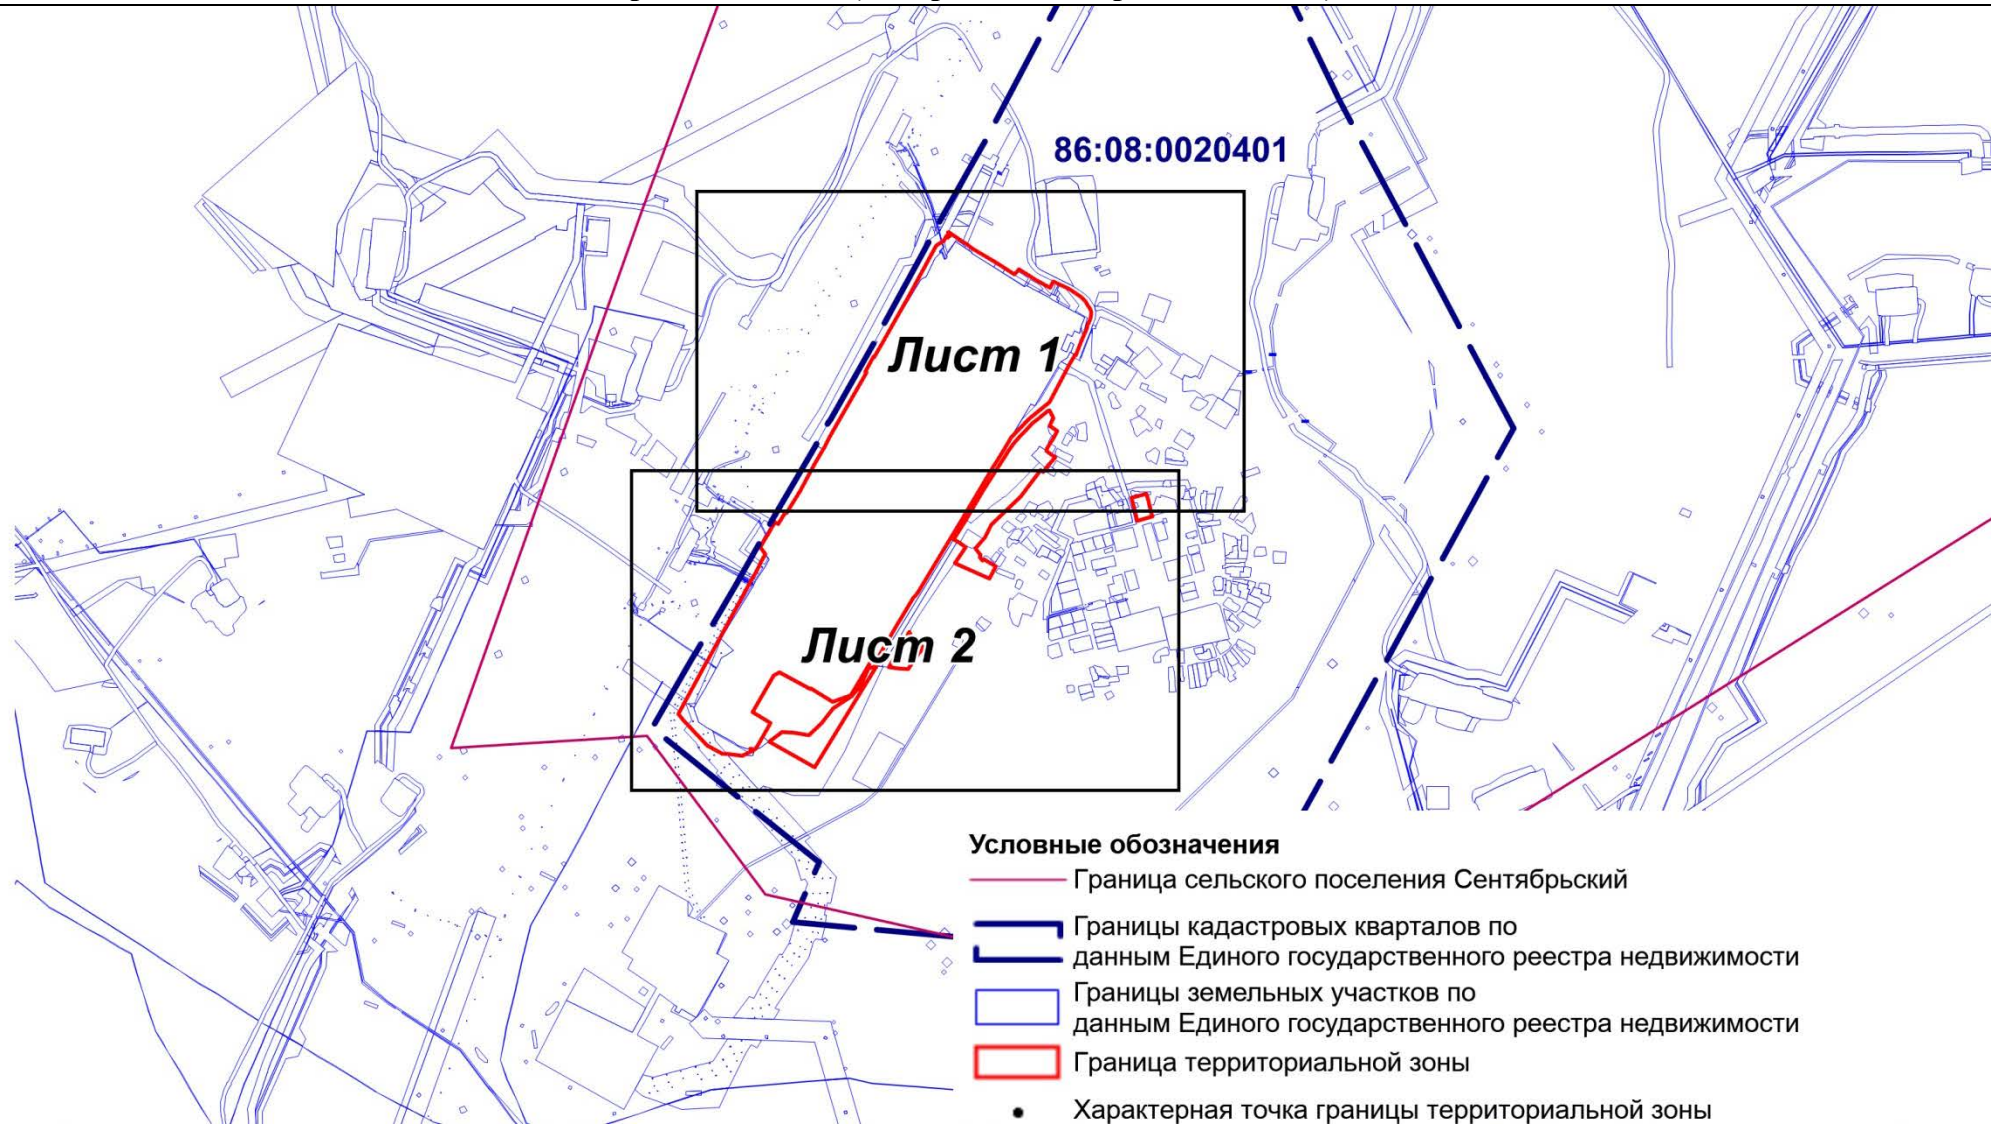 86:08:0020401
Лист 1
Лист 2
Условные обозначения
Граница сельского поселения Сентябрьский
Границы кадастровых кварталов по
данным Единого государственного реестра недвижимости
Границы земельных участков по
данным Единого государственного реестра недвижимости
Граница территориальной зоны
Характерная точка границы территориальной зоны